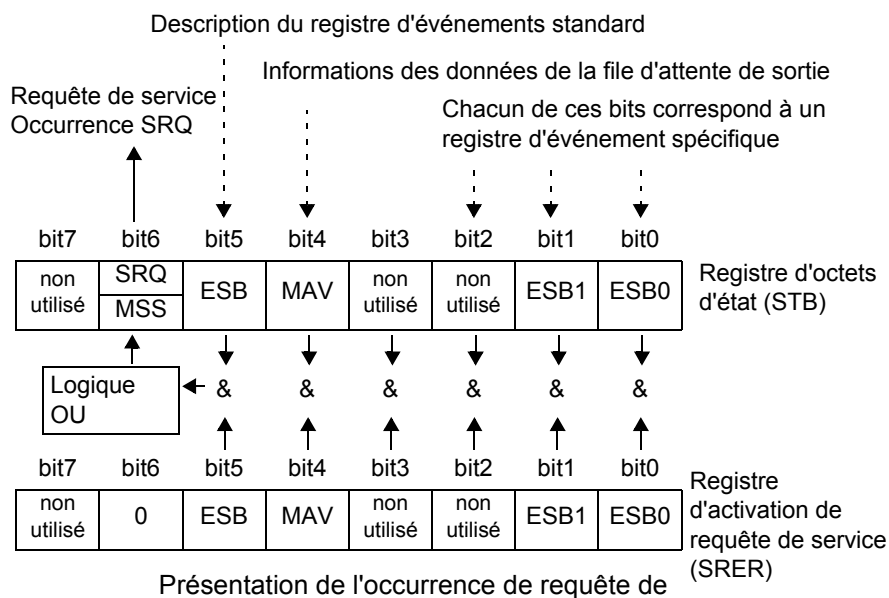 Description du registre d'événements standard
Informations des données de la file d'attente de sortie
Requête de service
Occurrence SRQ
Chacun de ces bits correspond à un
registre d'événement spécifique
bit7 bit6 bit5 bit4 bit3 bit2 bit1 bit0
non utilisé SRQ MSS ESB MAV non utilisé non utilisé ESB1 ESB0
Registre d'octets
d'état (STB)
Logique
OU
& & & & & &
bit7 bit6 bit5 bit4 bit3 bit2 bit1 bit0
non utilisé 0 ESB MAV non utilisé non utilisé ESB1 ESB0
Registre
d'activation de
requête de service
(SRER)
Présentation de l'occurrence de requête de